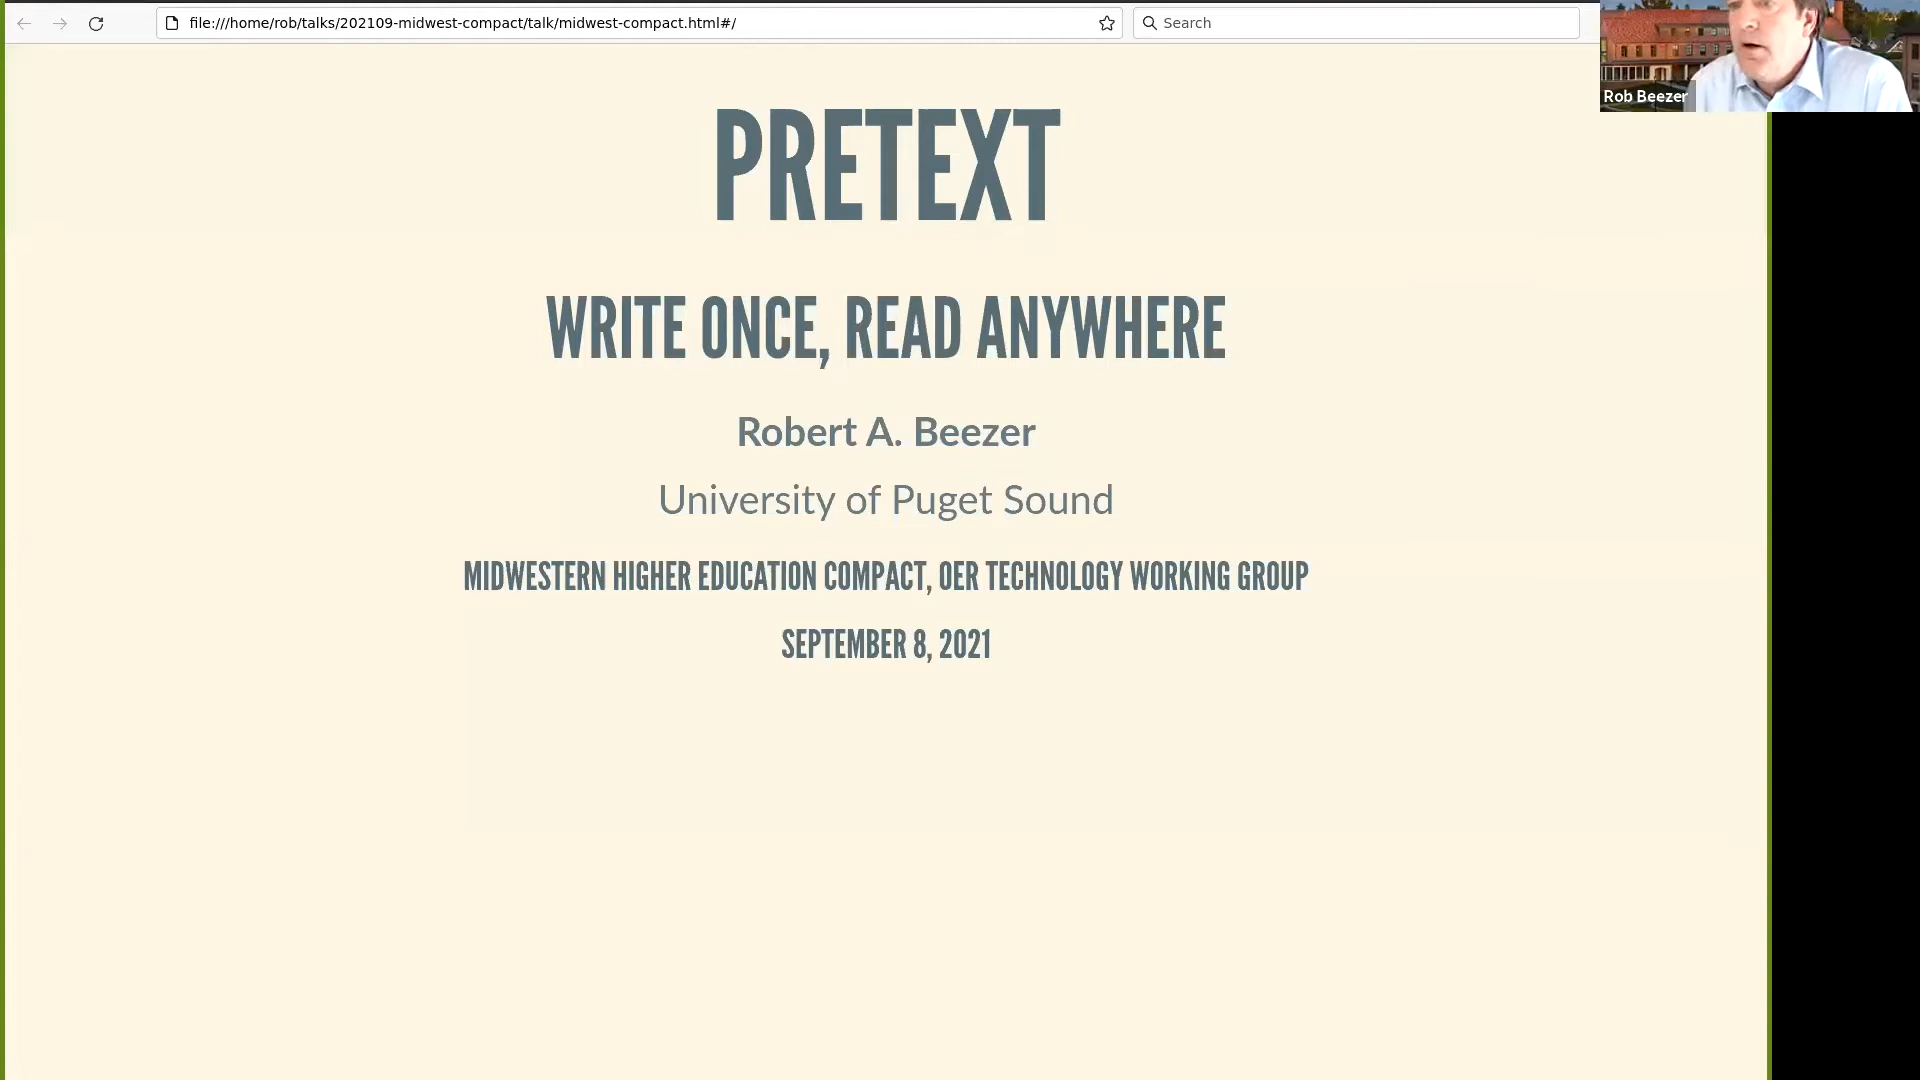 file:///home/rob/talks/202109-midwest-compact/talk/midwest-compact.html#/
Search
Rob Beezer
PRETEXT
WRITE ONCE, READ ANYWHERE
Robert A. Beezer
University of Puget Sound
MIDWESTERN HIGHER EDUCATION COMPACT, OER TECHNOLOGY WORKING GROUP
SEPTEMBER 8, 2021